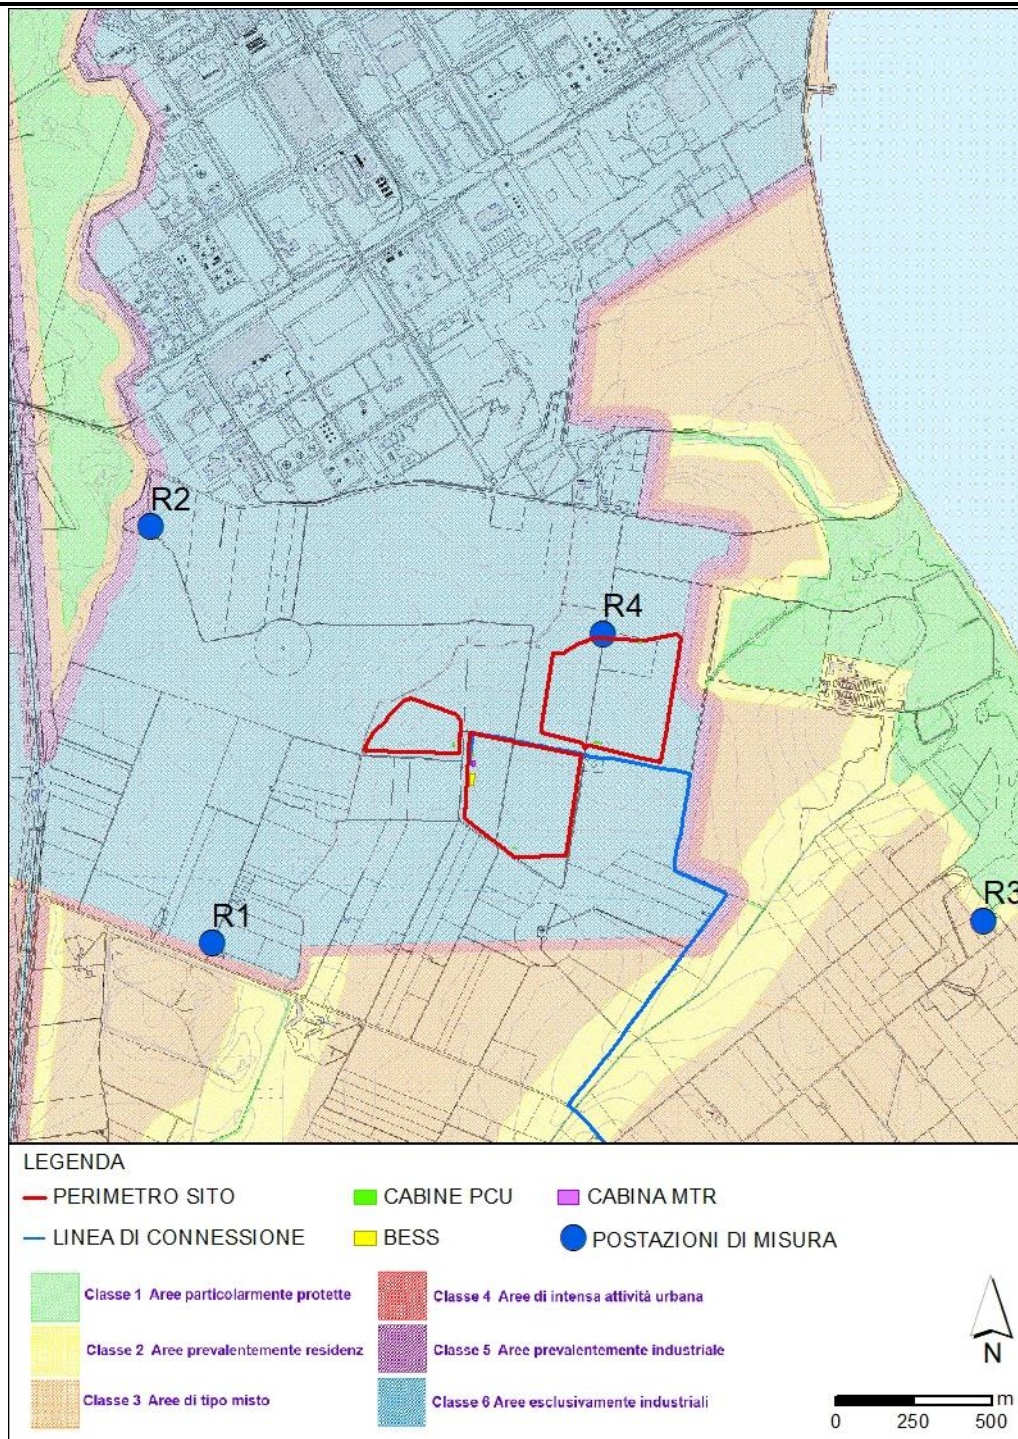 R2
R4
R1
R3
LEGENDA
PERIMETRO SITO
CABINE PCU
CABINA MTR
LINEA DI CONNESSIONE
BESS
POSTAZIONI DI MISURA
Classe 1 Aree particolarmente protette
Classe 4 Aree di intensa attività urbana
Classe 2 Aree prevalentemente residenz
Classe 5 Aree prevalentemente industriale
Classe 3 Aree di tipo misto
Classe 6 Aree esclusivamente industriali
N
m
0 250 500